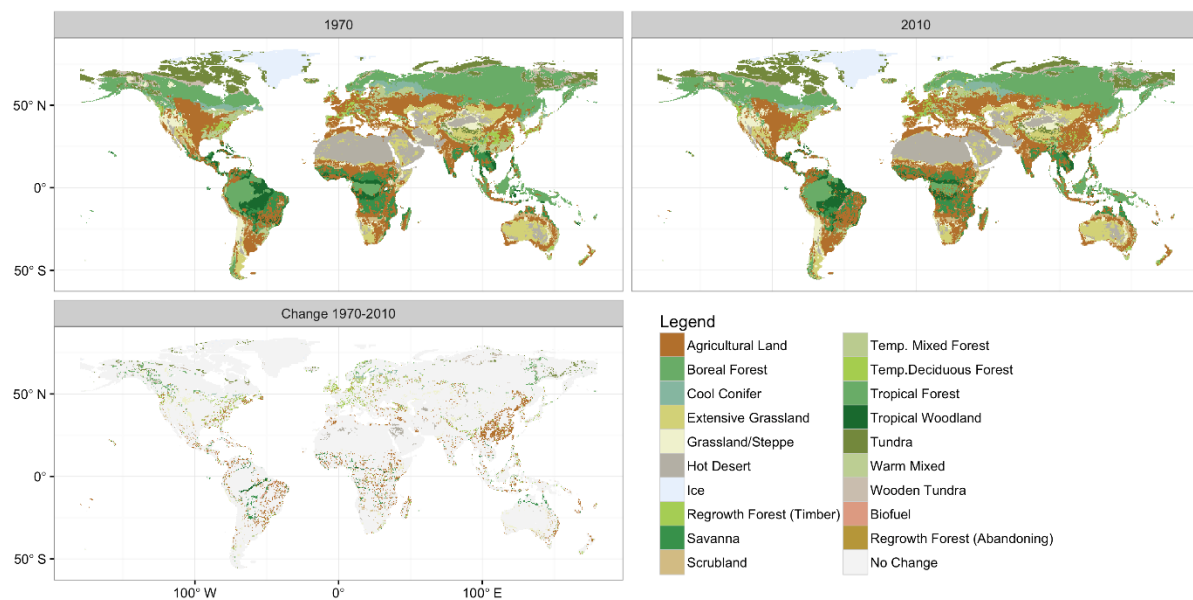 1970
2010
50° N
0°
50° S
Change 1970-2010
50° N
0°
50° S
100° W
0°
100° E
Legend
Agricultural Land
Boreal Forest
Cool Conifer
Extensive Grassland
Grassland/Steppe
Hot Desert
Ice
Regrowth Forest (Timber)
Savanna
Scrubland
Temp. Mixed Forest
Temp.Deciduous Forest
Tropical Forest
Tropical Woodland
Tundra
Warm Mixed
Wooden Tundra
Biofuel
Regrowth Forest (Abandoning)
No Change